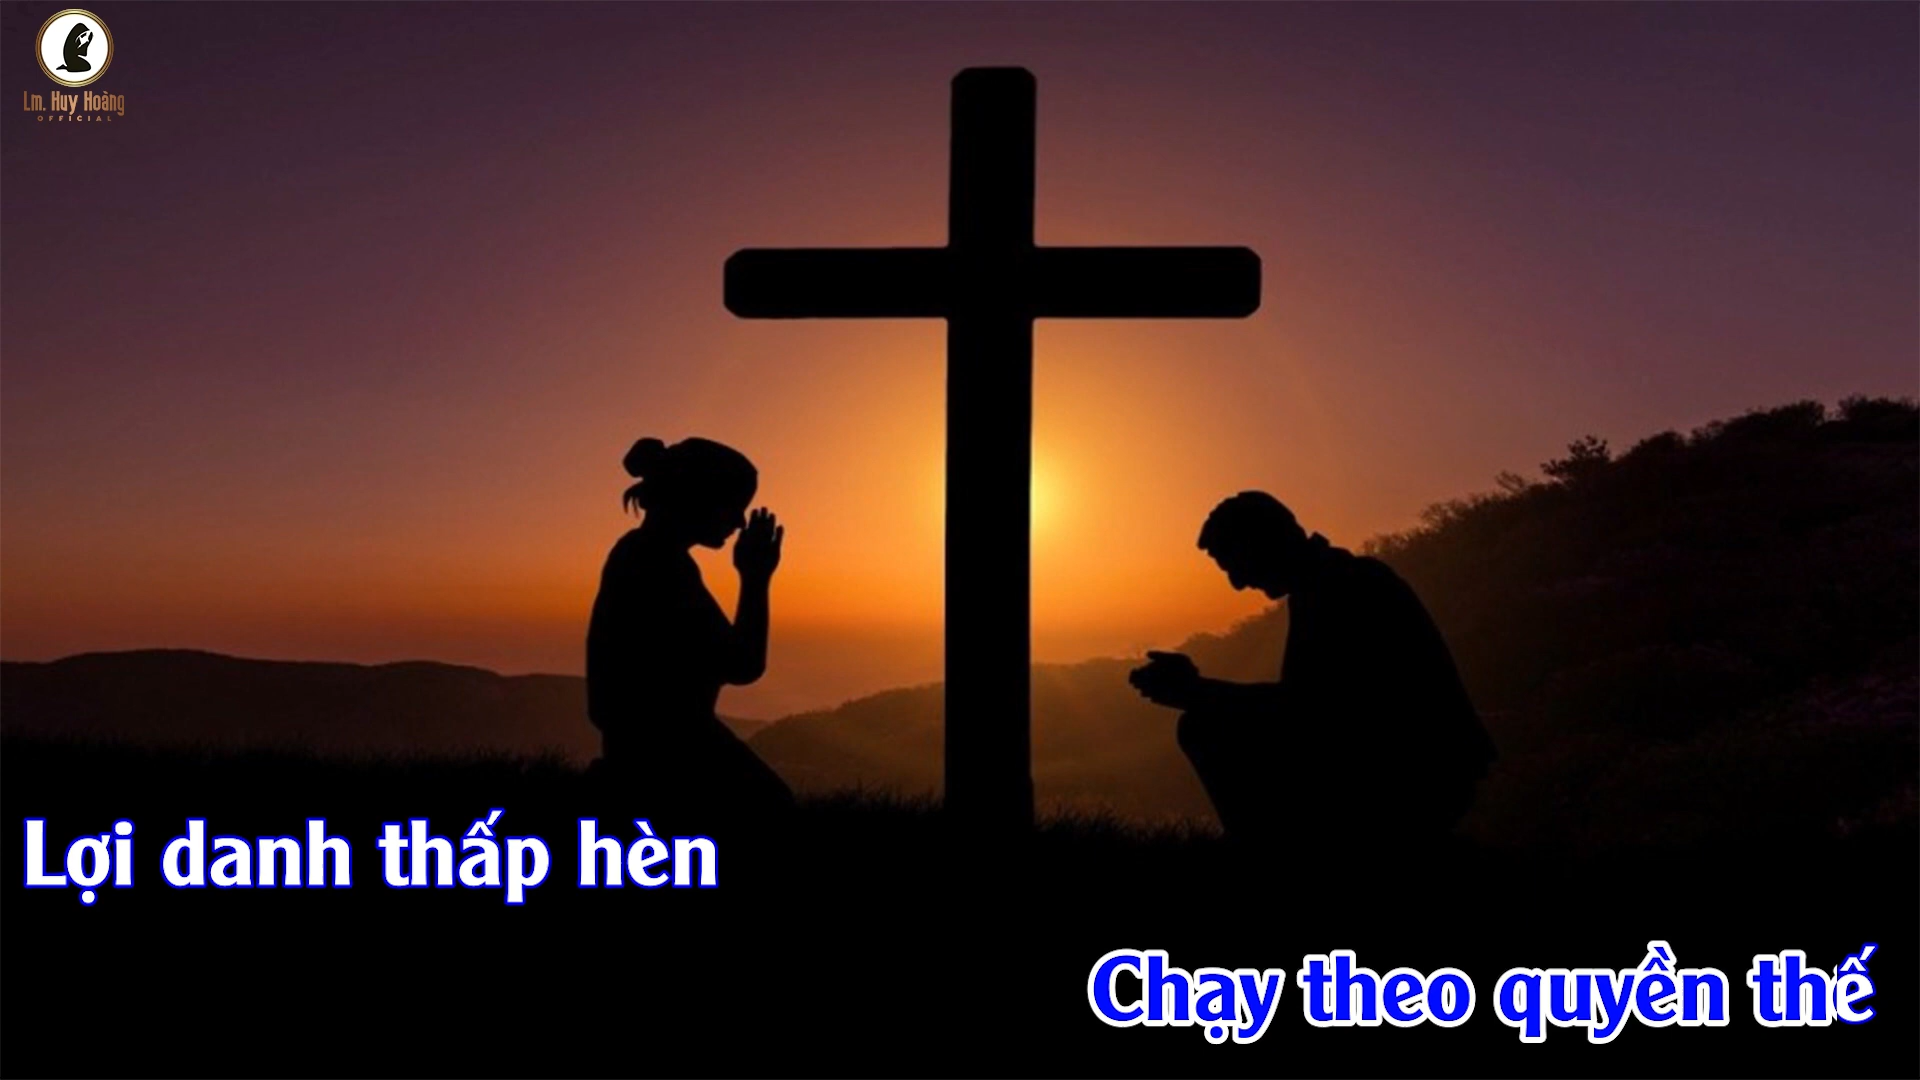 Lm. Huy Hoàng
OFFICIAL
Lợi danh thấp hèn
Chạy theo quyền thế